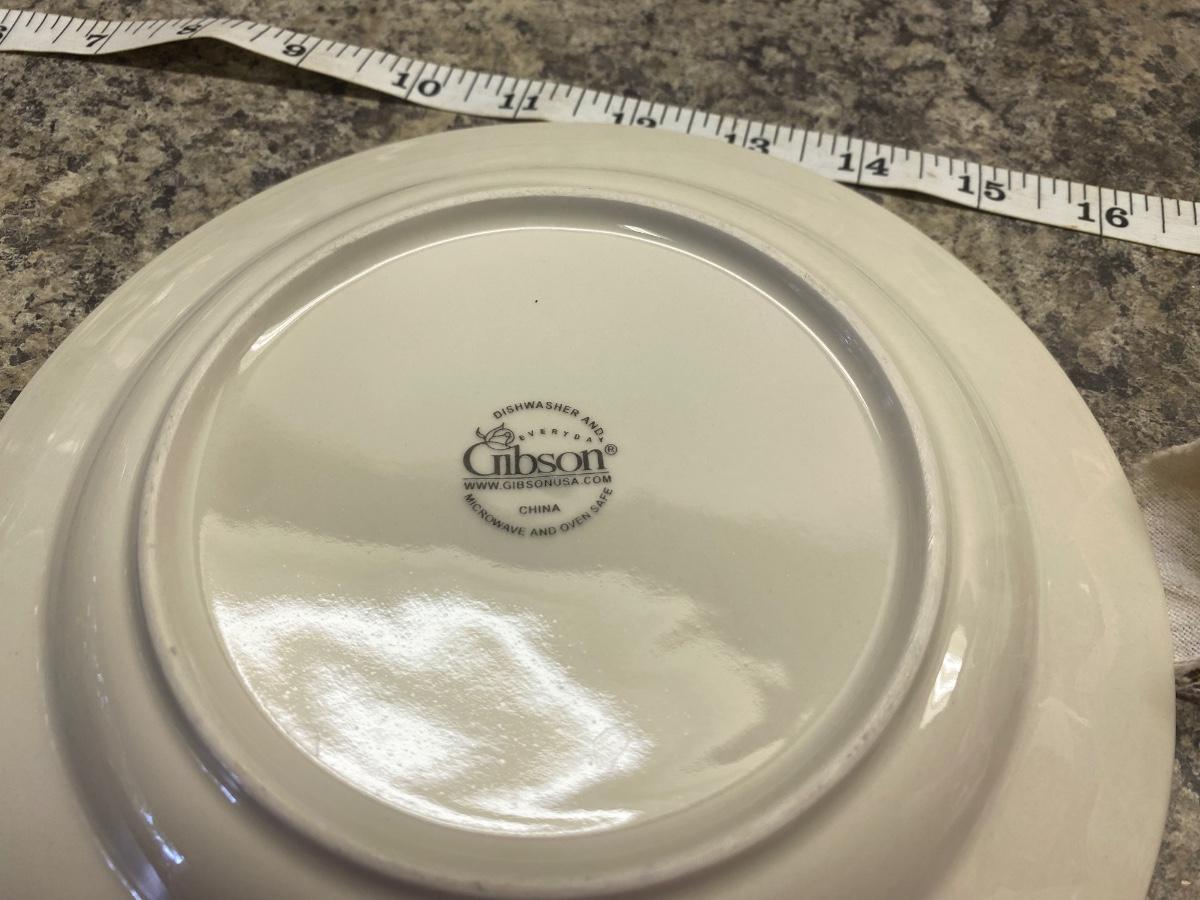 7 8 9 10 11 12 13 14 15 16
DISHWASHER AND
EVERYDA
Gibson®
WWW.GIBSONUSA.COM
CHINA
MICROWAVE AND OVEN SAFE